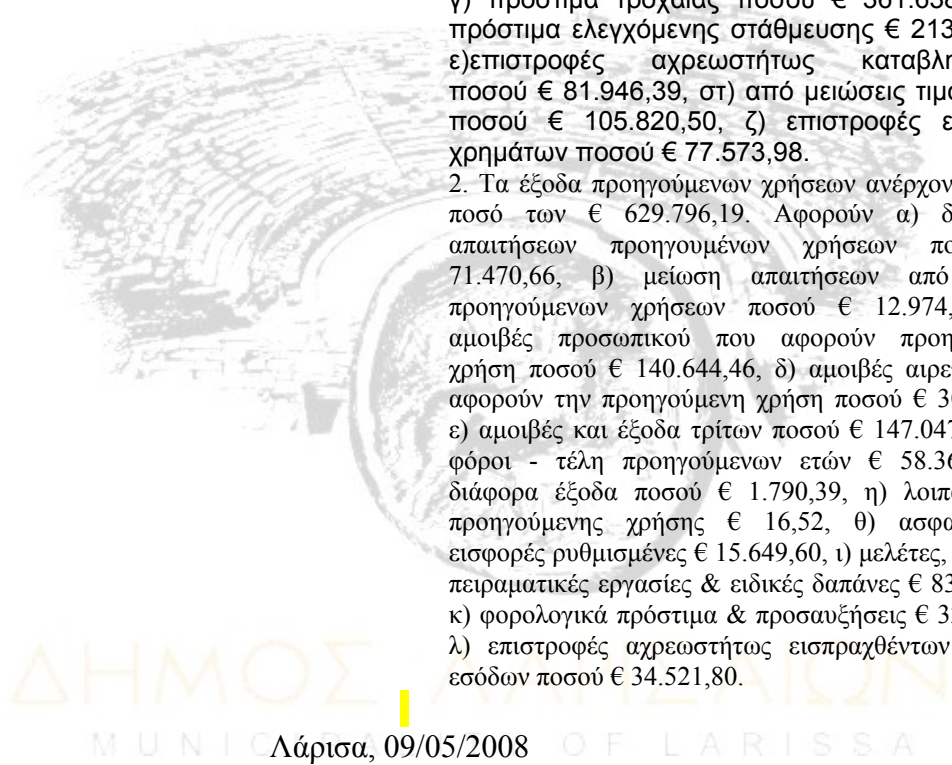 γ) πρόστιμα τροχαίας ποσού € 361.638
πρόστιμα ελεγχόμενης στάθμευσης € 213
ε)επιστροφές αχρεωστήτως καταβλη
ποσού € 81.946,39, στ) από μειώσεις τιμο
ποσού € 105.820,50, ζ) επιστροφές ε
χρημάτων ποσού € 77.573,98.
2. Τα έξοδα προηγούμενων χρήσεων ανέρχον
ποσό των € 629.796,19. Αφορούν α) δ
απαιτήσεων προηγουμένων χρήσεων πο
71.470,66, β) μείωση απαιτήσεων από
προηγούμενων χρήσεων ποσού € 12.974,
αμοιβές προσωπικού που αφορούν προη
χρήση ποσού € 140.644,46, δ) αμοιβές αιρε
αφορούν την προηγούμενη χρήση ποσού € 3
ε) αμοιβές και έξοδα τρίτων ποσού € 147.047
φόροι - τέλη προηγούμενων ετών € 58.36
διάφορα έξοδα ποσού € 1.790,39, η) λοιπ
προηγούμενης χρήσης € 16,52, θ) ασφα
εισφορές ρυθμισμένες € 15.649,60, ι) μελέτες,
πειραματικές εργασίες & ειδικές δαπάνες € 83
κ) φορολογικά πρόστιμα & προσαυξήσεις € 3
λ) επιστροφές αχρεωστήτως εισπραχθέντων
εσόδων ποσού € 34.521,80.
ΔΗΜΟΣ ΛΑΡΙΣΑΙΩΝ
Λάρισα, 09/05/2008
OF LARISSA